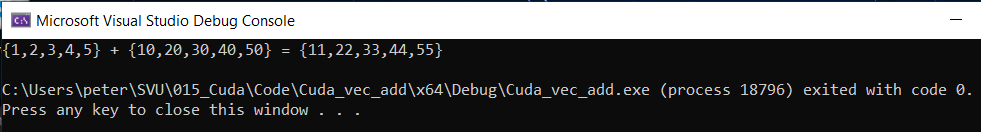 Microsoft Visual Studio Debug Console
{1,2,3,4,5} + {10,20,30,40,50} = {11,22,33,44,55}
C:\Users\peter\SVU\015_Cuda\Code\Cuda_vec_add\x64\Debug\Cuda_vec_add.exe (process 18796) exited with code 0.
Press any key to close this window . . .